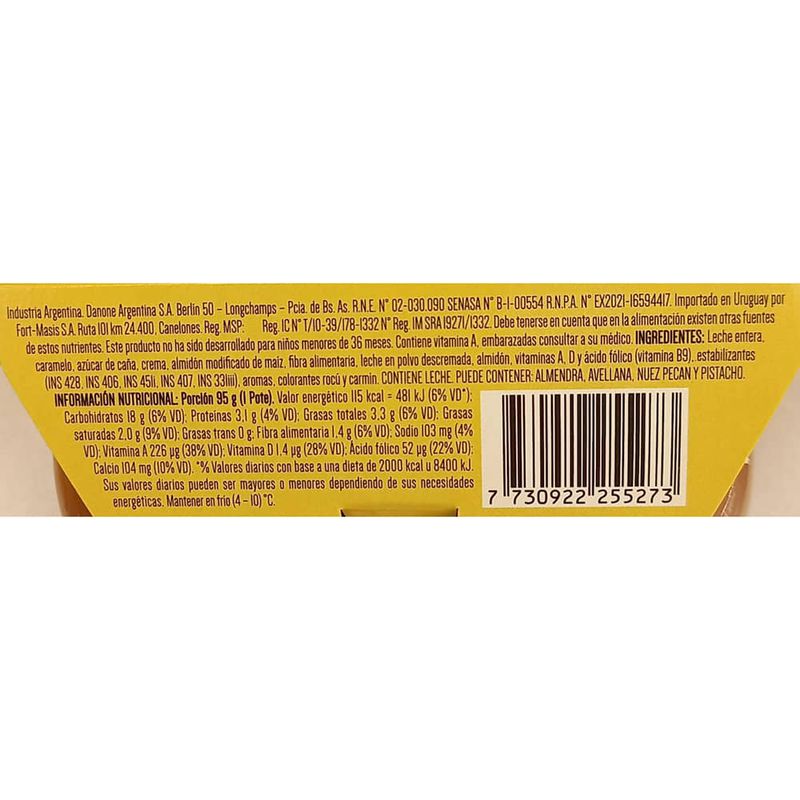 Industria Argentina. Danone Argentina S.A. Berlín 50 – Longchamps – Pcia. de Bs. As. R.N.E. N° 02-030.090 SENASA N° B-I-00554 R.N.P.A. N° EX2021-16594417. Importado en Uruguay por
Fort-Masis S.A. Ruta 101 km 24.400, Canelones. Reg. MSP: Reg. IC N° T/10-39/178-1332 N° Reg. IM SRA 19271/1332. Debe tenerse en cuenta que en la alimentación existen otras fuentes
de estos nutrientes. Este producto no ha sido desarrollado para niños menores de 36 meses. Contiene vitamina A, embarazadas consultar a su médico. INGREDIENTES: Leche entera,
caramelo, azúcar de caña, crema, almidón modificado de maíz, fibra alimentaria, leche en polvo descremada, almidón, vitaminas A, D y ácido fólico (vitamina B9), estabilizantes
(INS 428, INS 406, INS 451i, INS 407, INS 339iii), aromas, colorantes rocú y carmín. CONTIENE LECHE. PUEDE CONTENER: ALMENDRA, AVELLANA, NUEZ PECAN Y PISTACHO.
INFORMACIÓN NUTRICIONAL: Porción 95 g (1 Pote). Valor energético 115 kcal = 481 kJ (6% VD*);
Carbohidratos 18 g (6% VD); Proteínas 3,1 g (4% VD); Grasas totales 3,3 g (6% VD); Grasas
saturadas 2,0 g (9% VD); Grasas trans 0 g; Fibra alimentaria 1,4 g (6% VD); Sodio 103 mg (4%
VD); Vitamina A 226 µg (38% VD); Vitamina D 1,4 µg (28% VD); Ácido fólico 52 µg (22% VD);
Calcio 104 mg (10% VD). *% Valores diarios con base a una dieta de 2000 kcal u 8400 kJ.
Sus valores diarios pueden ser mayores o menores dependiendo de sus necesidades
energéticas. Mantener en frío (4 – 10) °C.
7 730922 255273